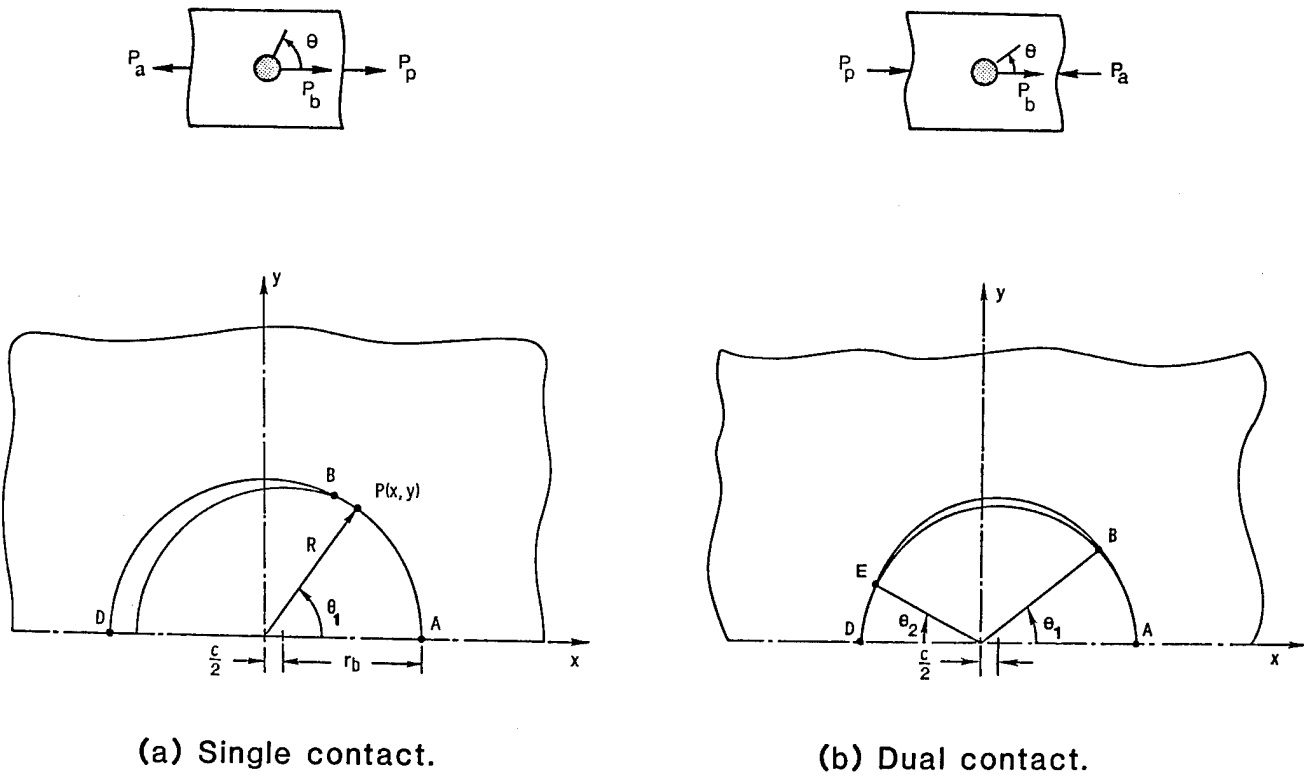 θ
P_a
P_b
P_p
y
B
P(x, y)
R
θ_1
D
A
c/2
r_b
x
(a) Single contact.
θ
P_p
P_b
P_a
y
B
E
θ_2
θ_1
D
A
c/2
x
(b) Dual contact.